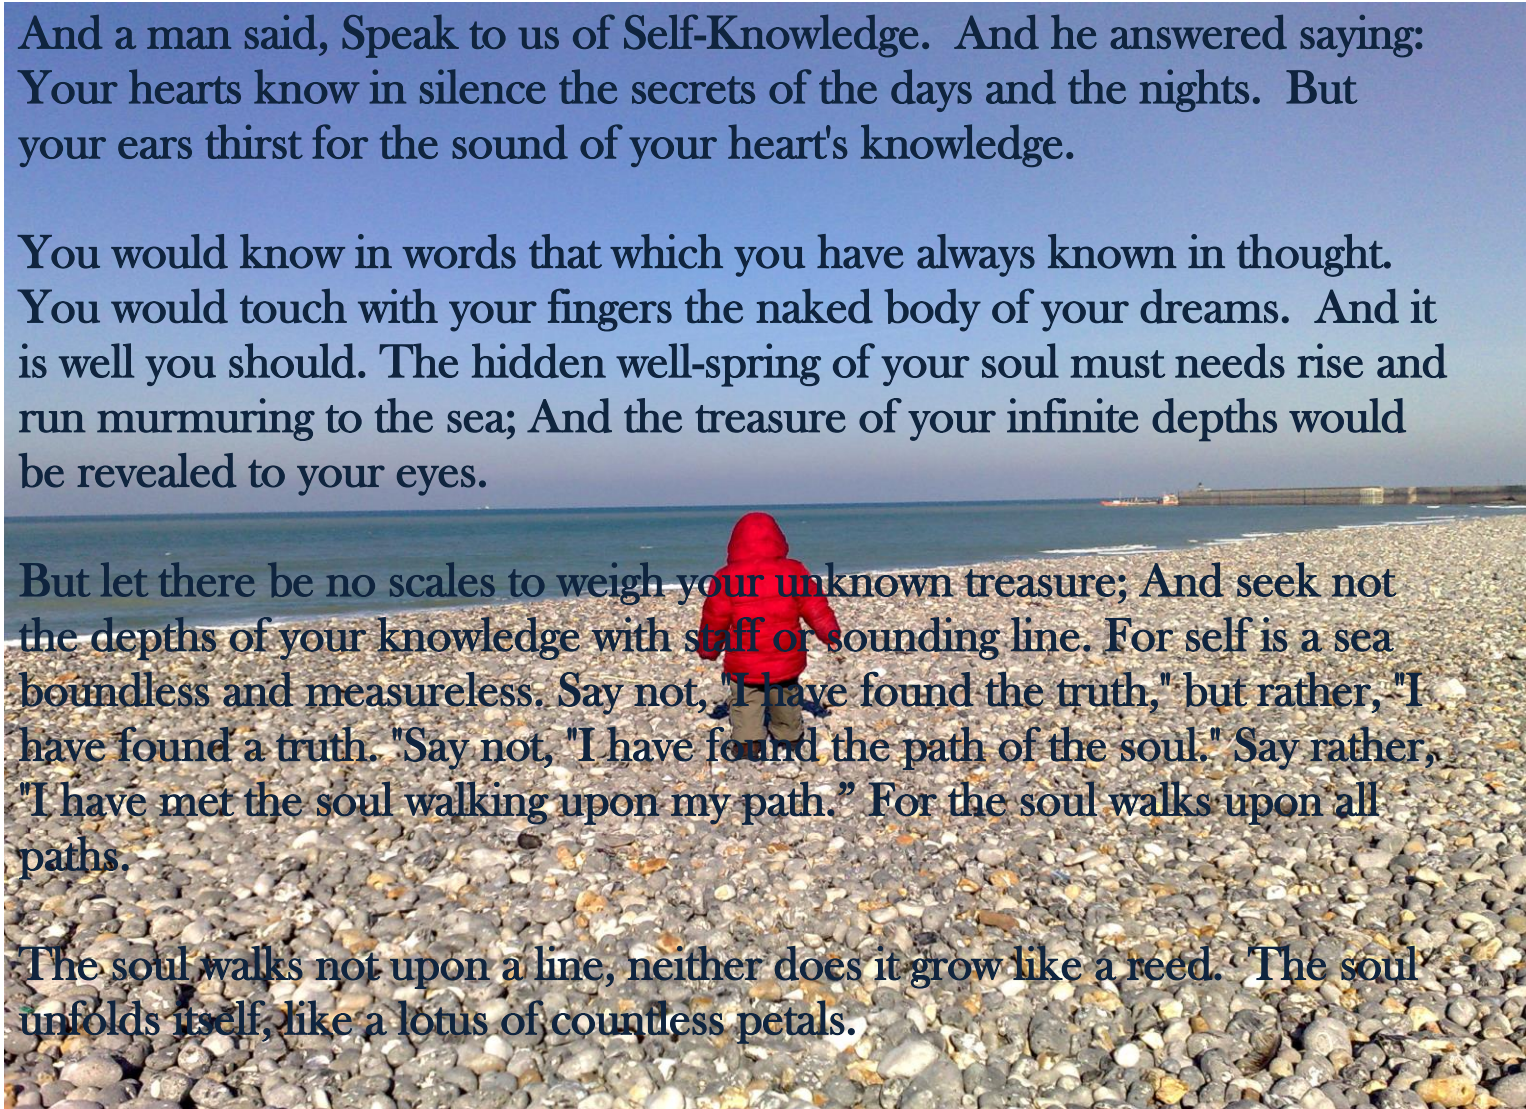 And a man said, Speak to us of Self-Knowledge.  And he answered saying:
Your hearts know in silence the secrets of the days and the nights.  But
your ears thirst for the sound of your heart's knowledge.
You would know in words that which you have always known in thought.
You would touch with your fingers the naked body of your dreams.  And it
is well you should. The hidden well-spring of your soul must needs rise and
run murmuring to the sea; And the treasure of your infinite depths would
be revealed to your eyes.
But let there be no scales to weigh your unknown treasure; And seek not
the depths of your knowledge with staff or sounding line. For self is a sea
boundless and measureless. Say not, "I have found the truth," but rather, "I
have found a truth. "Say not, "I have found the path of the soul." Say rather,
"I have met the soul walking upon my path.” For the soul walks upon all
paths.
The soul walks not upon a line, neither does it grow like a reed.  The soul
unfolds itself, like a lotus of countless petals.